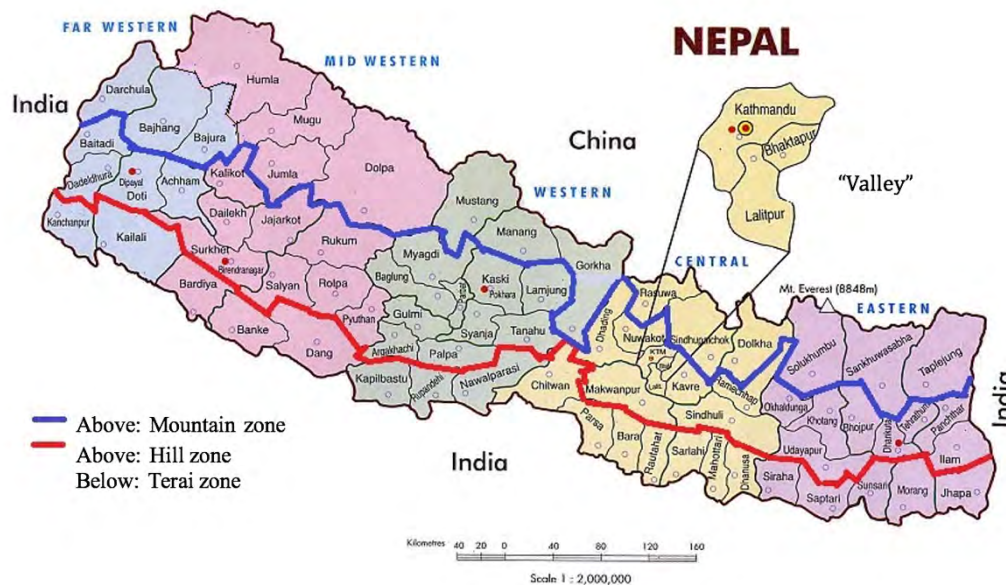 NEPAL
FAR WESTERN
MID WESTERN
WESTERN
CENTRAL
EASTERN
India
China
India
India
"Valley"
Mt. Everest (8848m)
Kathmandu
Bhaktapur
Lalitpur
Darchula
Bajhang
Bajura
Baitadi
Dadeldhura
Dipayal
Doti
Achham
Kanchanpur
Kailali
Humla
Mugu
Dolpa
Jumla
Kalikot
Dailekh
Jajarkot
Rukum
Surkhet
Birendranagar
Salyan
Rolpa
Bardiya
Banke
Dang
Pyuthan
Mustang
Manang
Gorkha
Myagdi
Kaski
Pokhara
Lamjung
Baglung
Gulmi
Syanja
Tanahu
Argakhachi
Palpa
Kapilbastu
Rupandehi
Nawalparasi
Rasuwa
Dhading
Nuwakot
Sindhupalchok
Dolkha
KTM
Kavre
Ramechhap
Chitwan
Makwanpur
Sindhuli
Parsa
Bara
Rautahat
Sarlahi
Mahottari
Dhanusa
Solukhumbu
Sankhuwasabha
Taplejung
Okhaldunga
Khotang
Bhojpur
Dhankuta
Tehrathum
Panchthar
Udayapur
Ilam
Siraha
Saptari
Sunsari
Morang
Jhapa
Above: Mountain zone
Above: Hill zone
Below: Terai zone
Kilometres 40 20 0 40 80 120 160
Scale 1 : 2,000,000